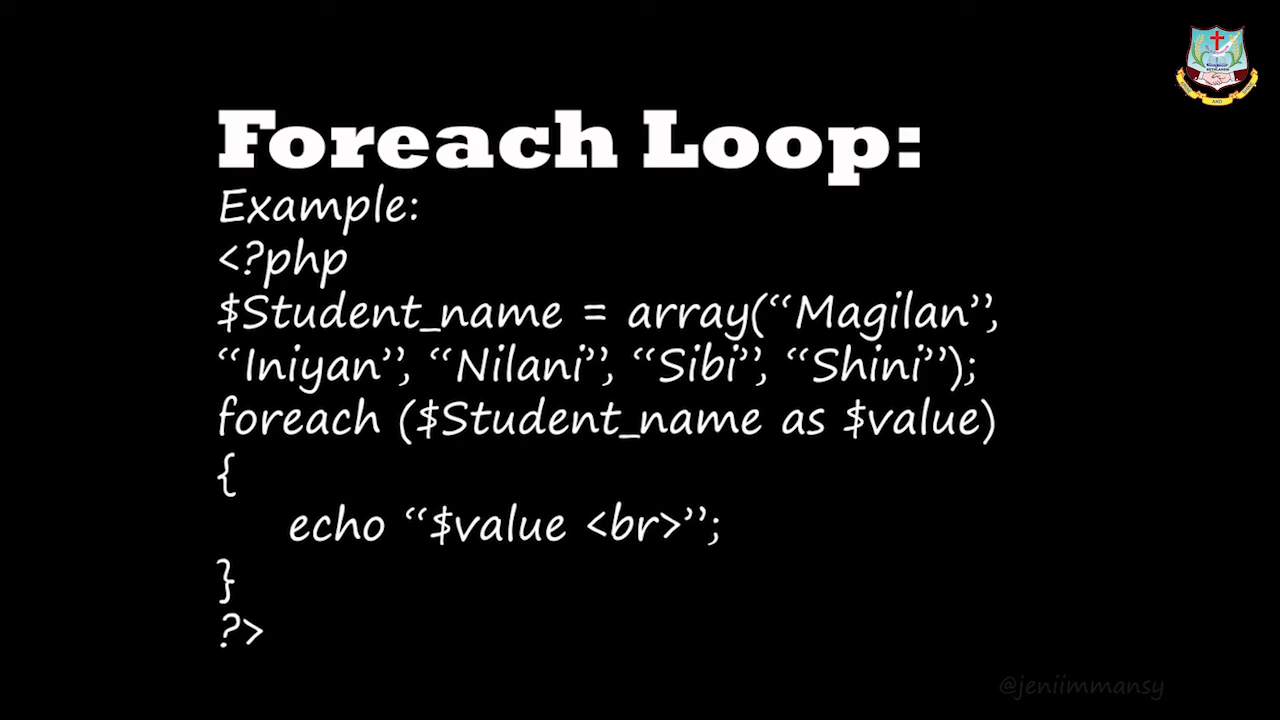 Foreach Loop:
Example:
<?php
$Student_name = array(“Magilan”,
“Iniyan”, “Nilani”, “Sibi”, “Shini”);
foreach ($Student_name as $value)
{
echo “$value <br>”;
}
?>
@jeniimmansy